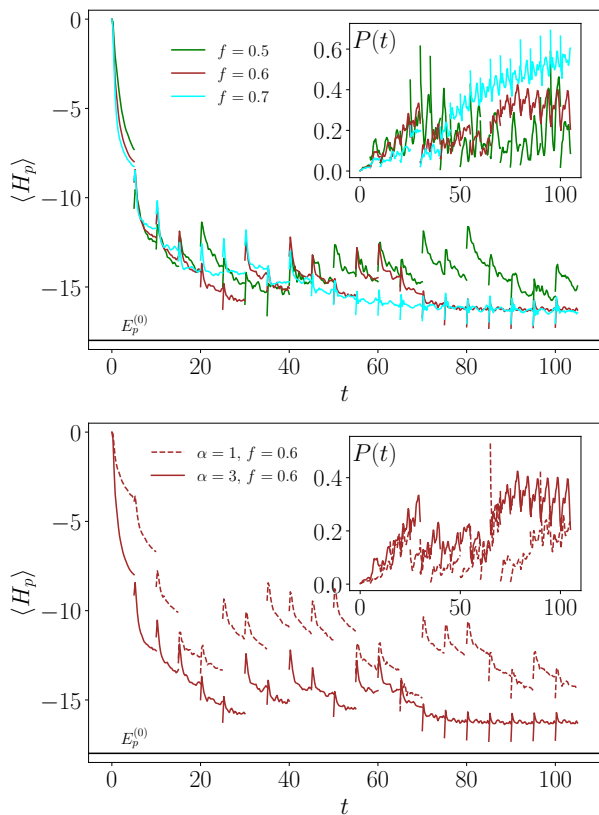 0
−5
−10
−15
⟨H_p⟩
f = 0.5
f = 0.6
f = 0.7
P(t)
0.6
0.4
0.2
0.0
0 50 100
E_p^{(0)}
0 20 40 60 80 100
t
0
−5
−10
−15
⟨H_p⟩
α = 1, f = 0.6
α = 3, f = 0.6
P(t)
0.4
0.2
0.0
0 50 100
E_p^{(0)}
0 20 40 60 80 100
t